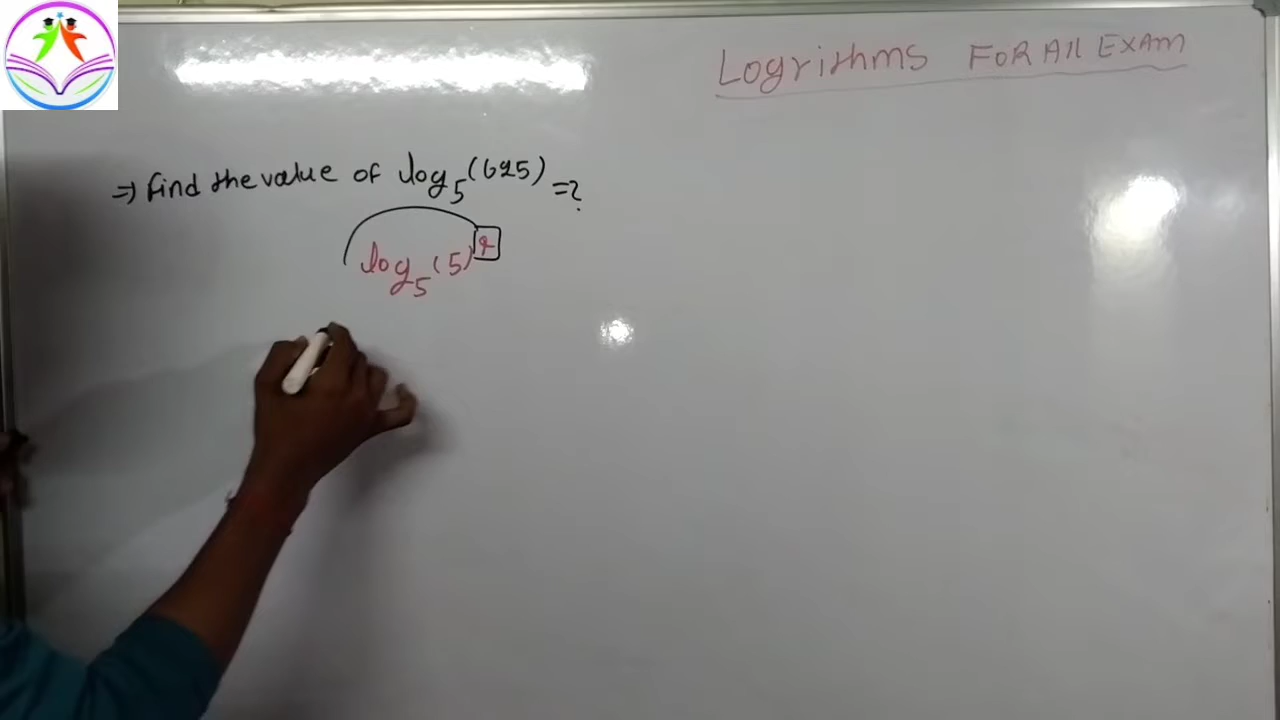 Logrithms FOR All EXAM
=> Find the value of log₅(625) = ?
log₅(5)⁴